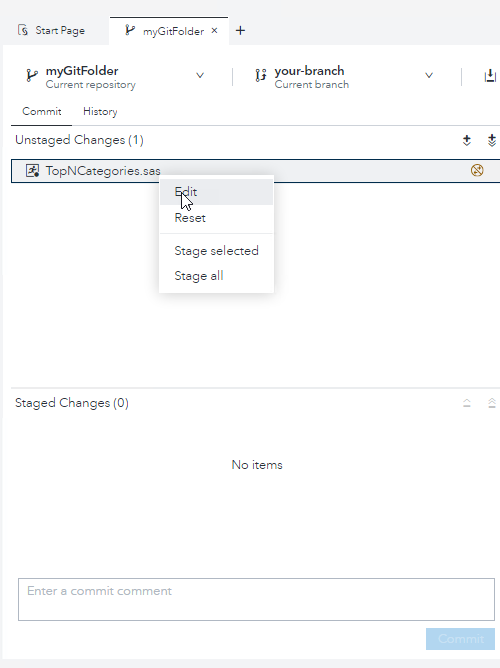 Start Page
myGitFolder
myGitFolder
Current repository
your-branch
Current branch
Commit
History
Unstaged Changes (1)
TopNCategories.sas
Edit
Reset
Stage selected
Stage all
Staged Changes (0)
No items
Enter a commit comment
Commit